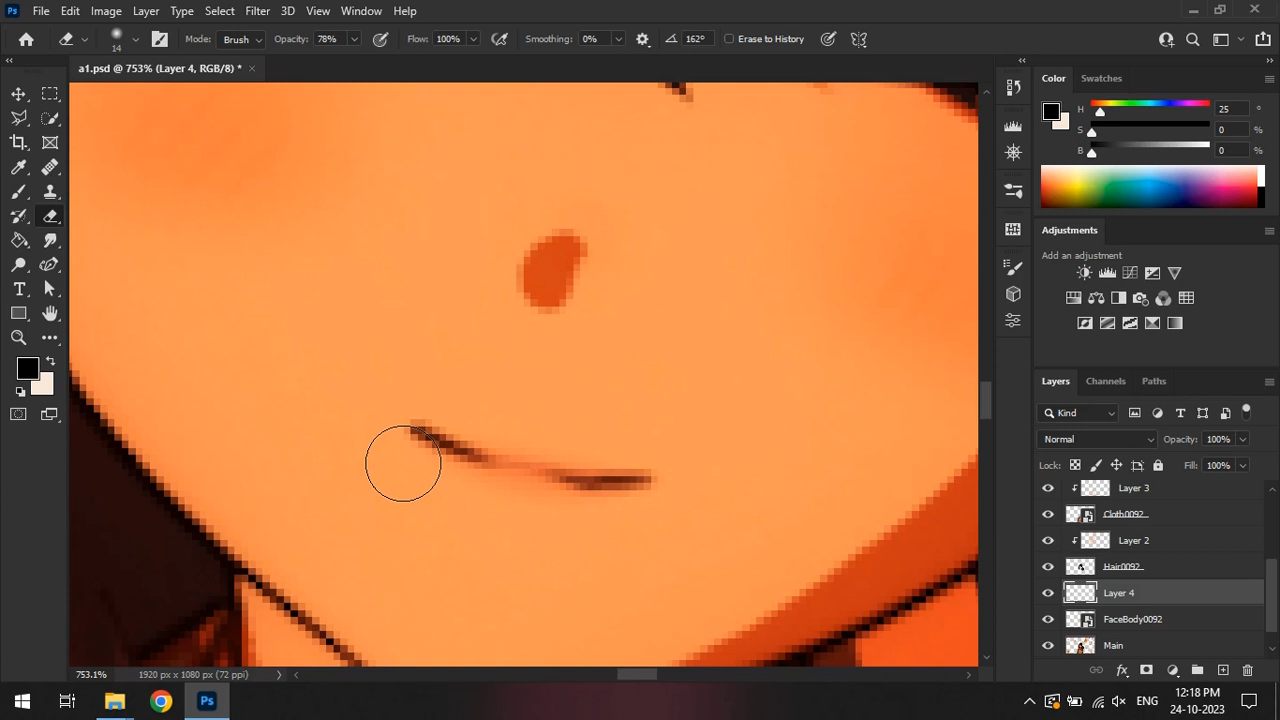 Ps File Edit Image Layer Type Select Filter 3D View Window Help
14 Mode: Brush Opacity: 78% Flow: 100% Smoothing: 0% 162° Erase to History
a1.psd @ 753% (Layer 4, RGB/8) *
Color Swatches
H 25 °
S 0 %
B 0 %
Adjustments
Add an adjustment
Layers Channels Paths
Kind
Normal Opacity: 100%
Lock: Fill: 100%
Layer 3
Cloth0092
Layer 2
Hair0092
Layer 4
FaceBody0092
Main
753.1% 1920 px x 1080 px (72 ppi)
Ps ENG 12:18 PM
24-10-2023